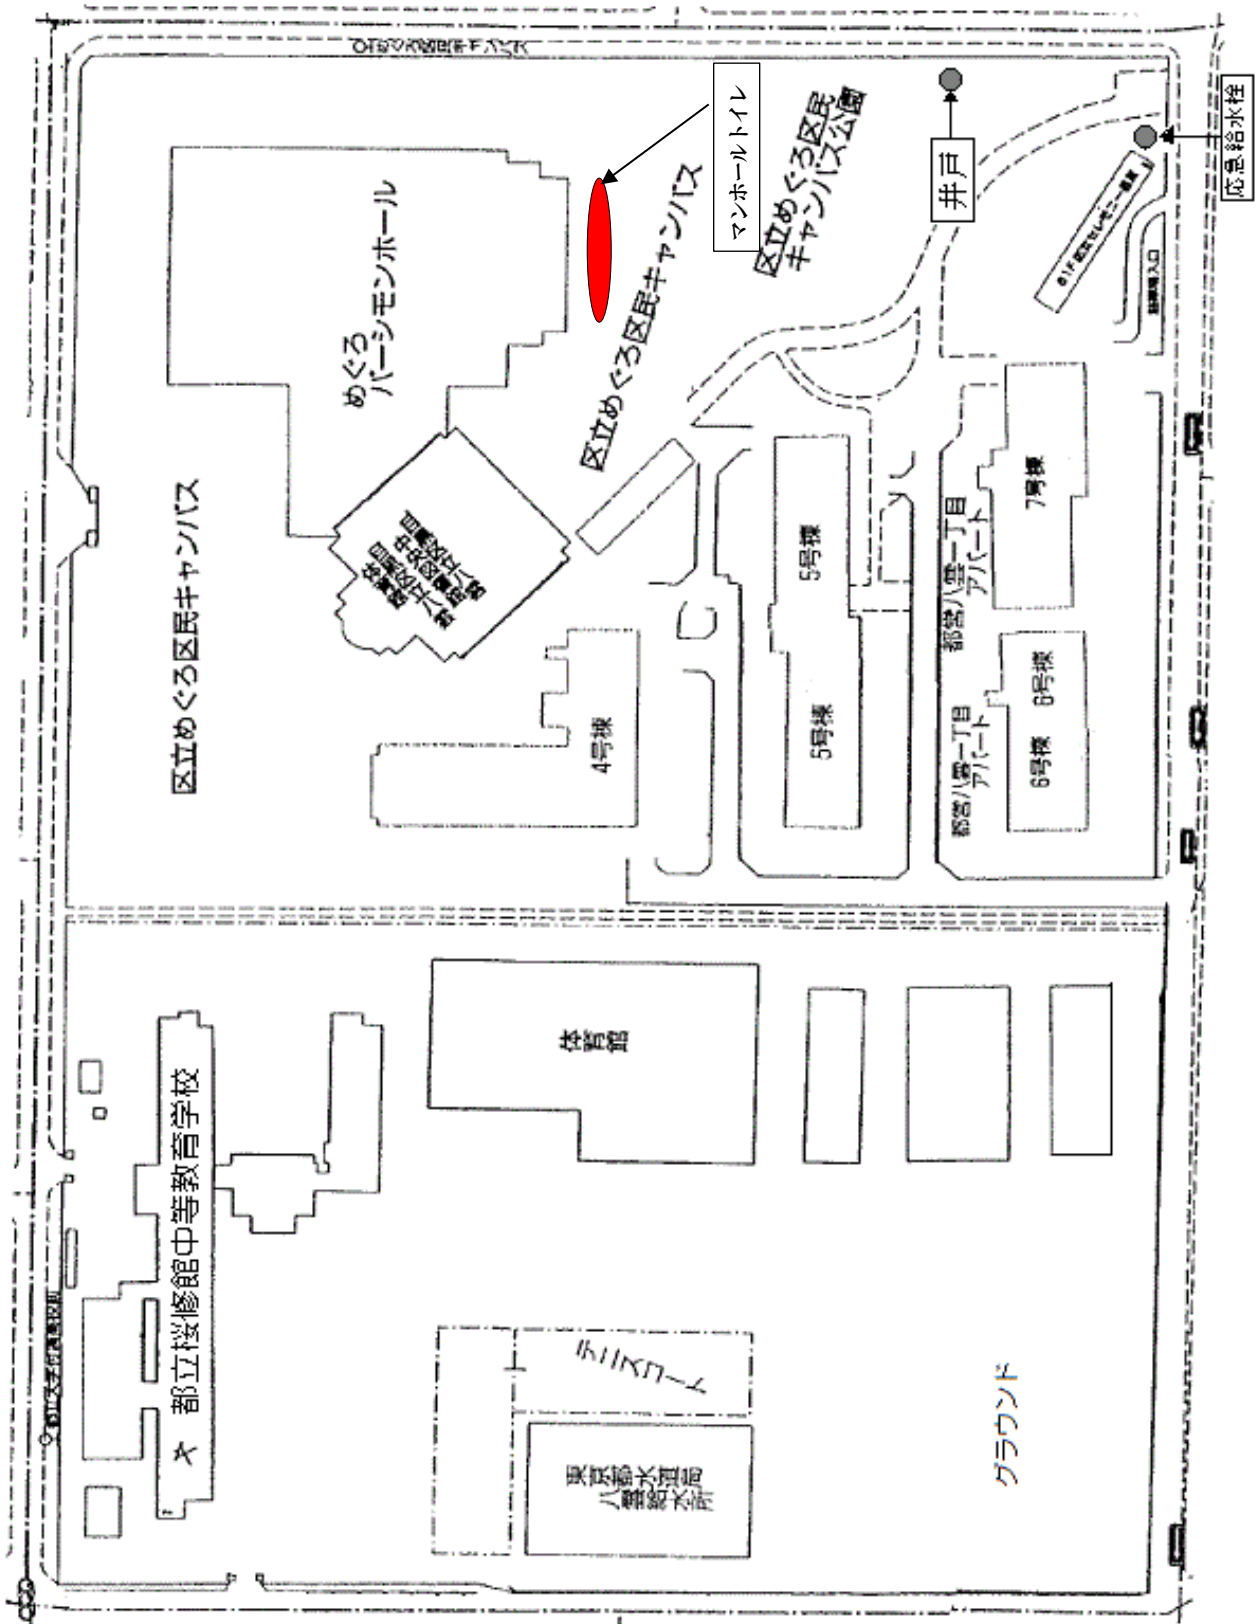 マンホールトイレ
区立めぐろ区民
キャンパス公園
井戸
応急給水栓
めぐろ
パーシモンホール
区立めぐろ区民キャンパス
区立めぐろ区民キャンパス
5号棟
5号棟
4号棟
都営八雲一丁目
アパート
7号棟
都営八雲一丁目
アパート
6号棟
6号棟
体育館
都立桜修館中等教育学校
テニスコート
東京都水道局
八雲給水所
グラウンド